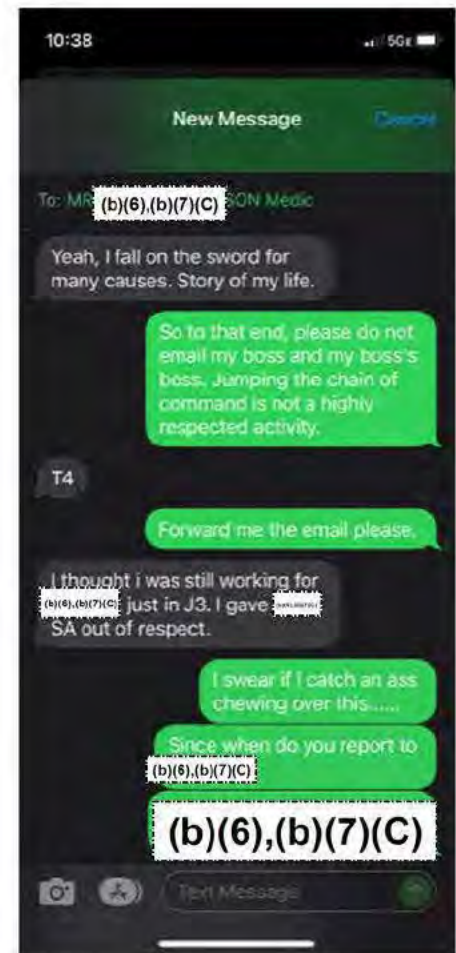 10:38
5GE
New Message
Cancel
To: MR (b)(6),(b)(7)(C) SON Medic
Yeah, I fall on the sword for
many causes. Story of my life.
So to that end, please do not
email my boss and my boss's
boss. Jumping the chain of
command is not a highly
respected activity.
T4
Forward me the email please.
I thought i was still working for
(b)(6),(b)(7)(C) just in J3. I gave
SA out of respect.
I swear if I catch an ass
chewing over this......
Since when do you report to
(b)(6),(b)(7)(C)
(b)(6),(b)(7)(C)
Text Message